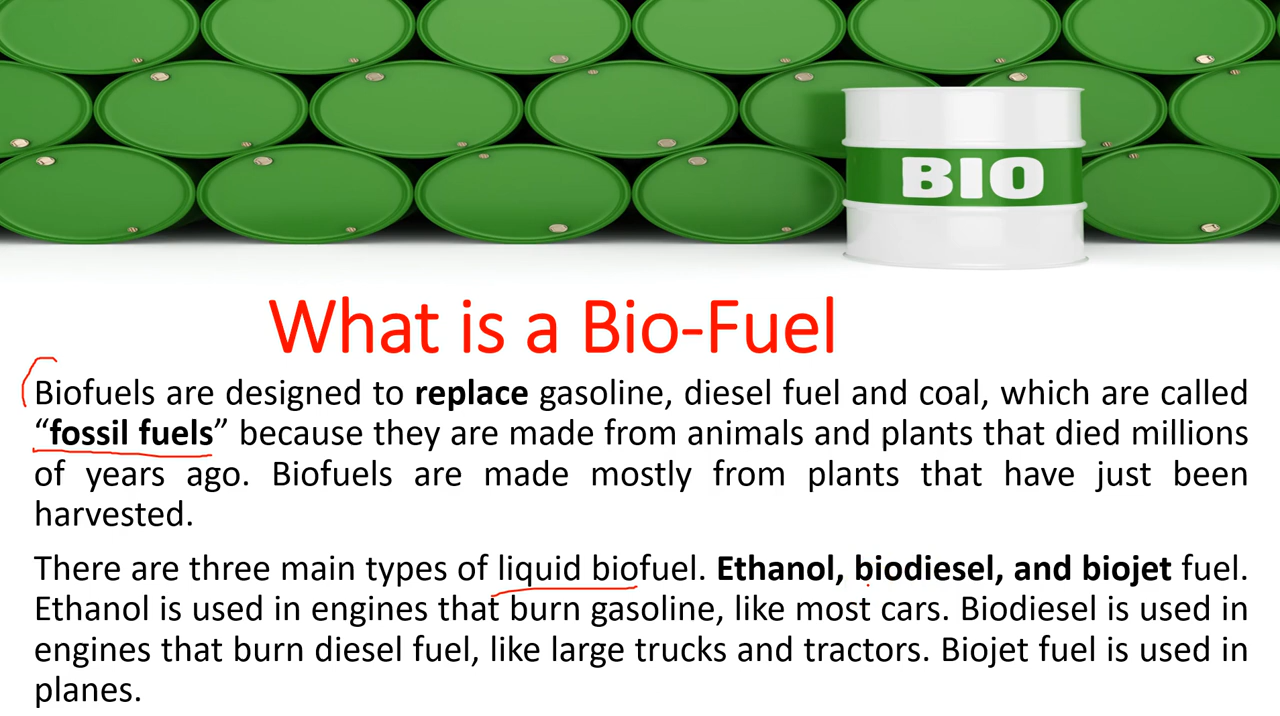 BIO
What is a Bio-Fuel
Biofuels are designed to replace gasoline, diesel fuel and coal, which are called
“fossil fuels” because they are made from animals and plants that died millions
of years ago. Biofuels are made mostly from plants that have just been
harvested.
There are three main types of liquid biofuel. Ethanol, biodiesel, and biojet fuel.
Ethanol is used in engines that burn gasoline, like most cars. Biodiesel is used in
engines that burn diesel fuel, like large trucks and tractors. Biojet fuel is used in
planes.